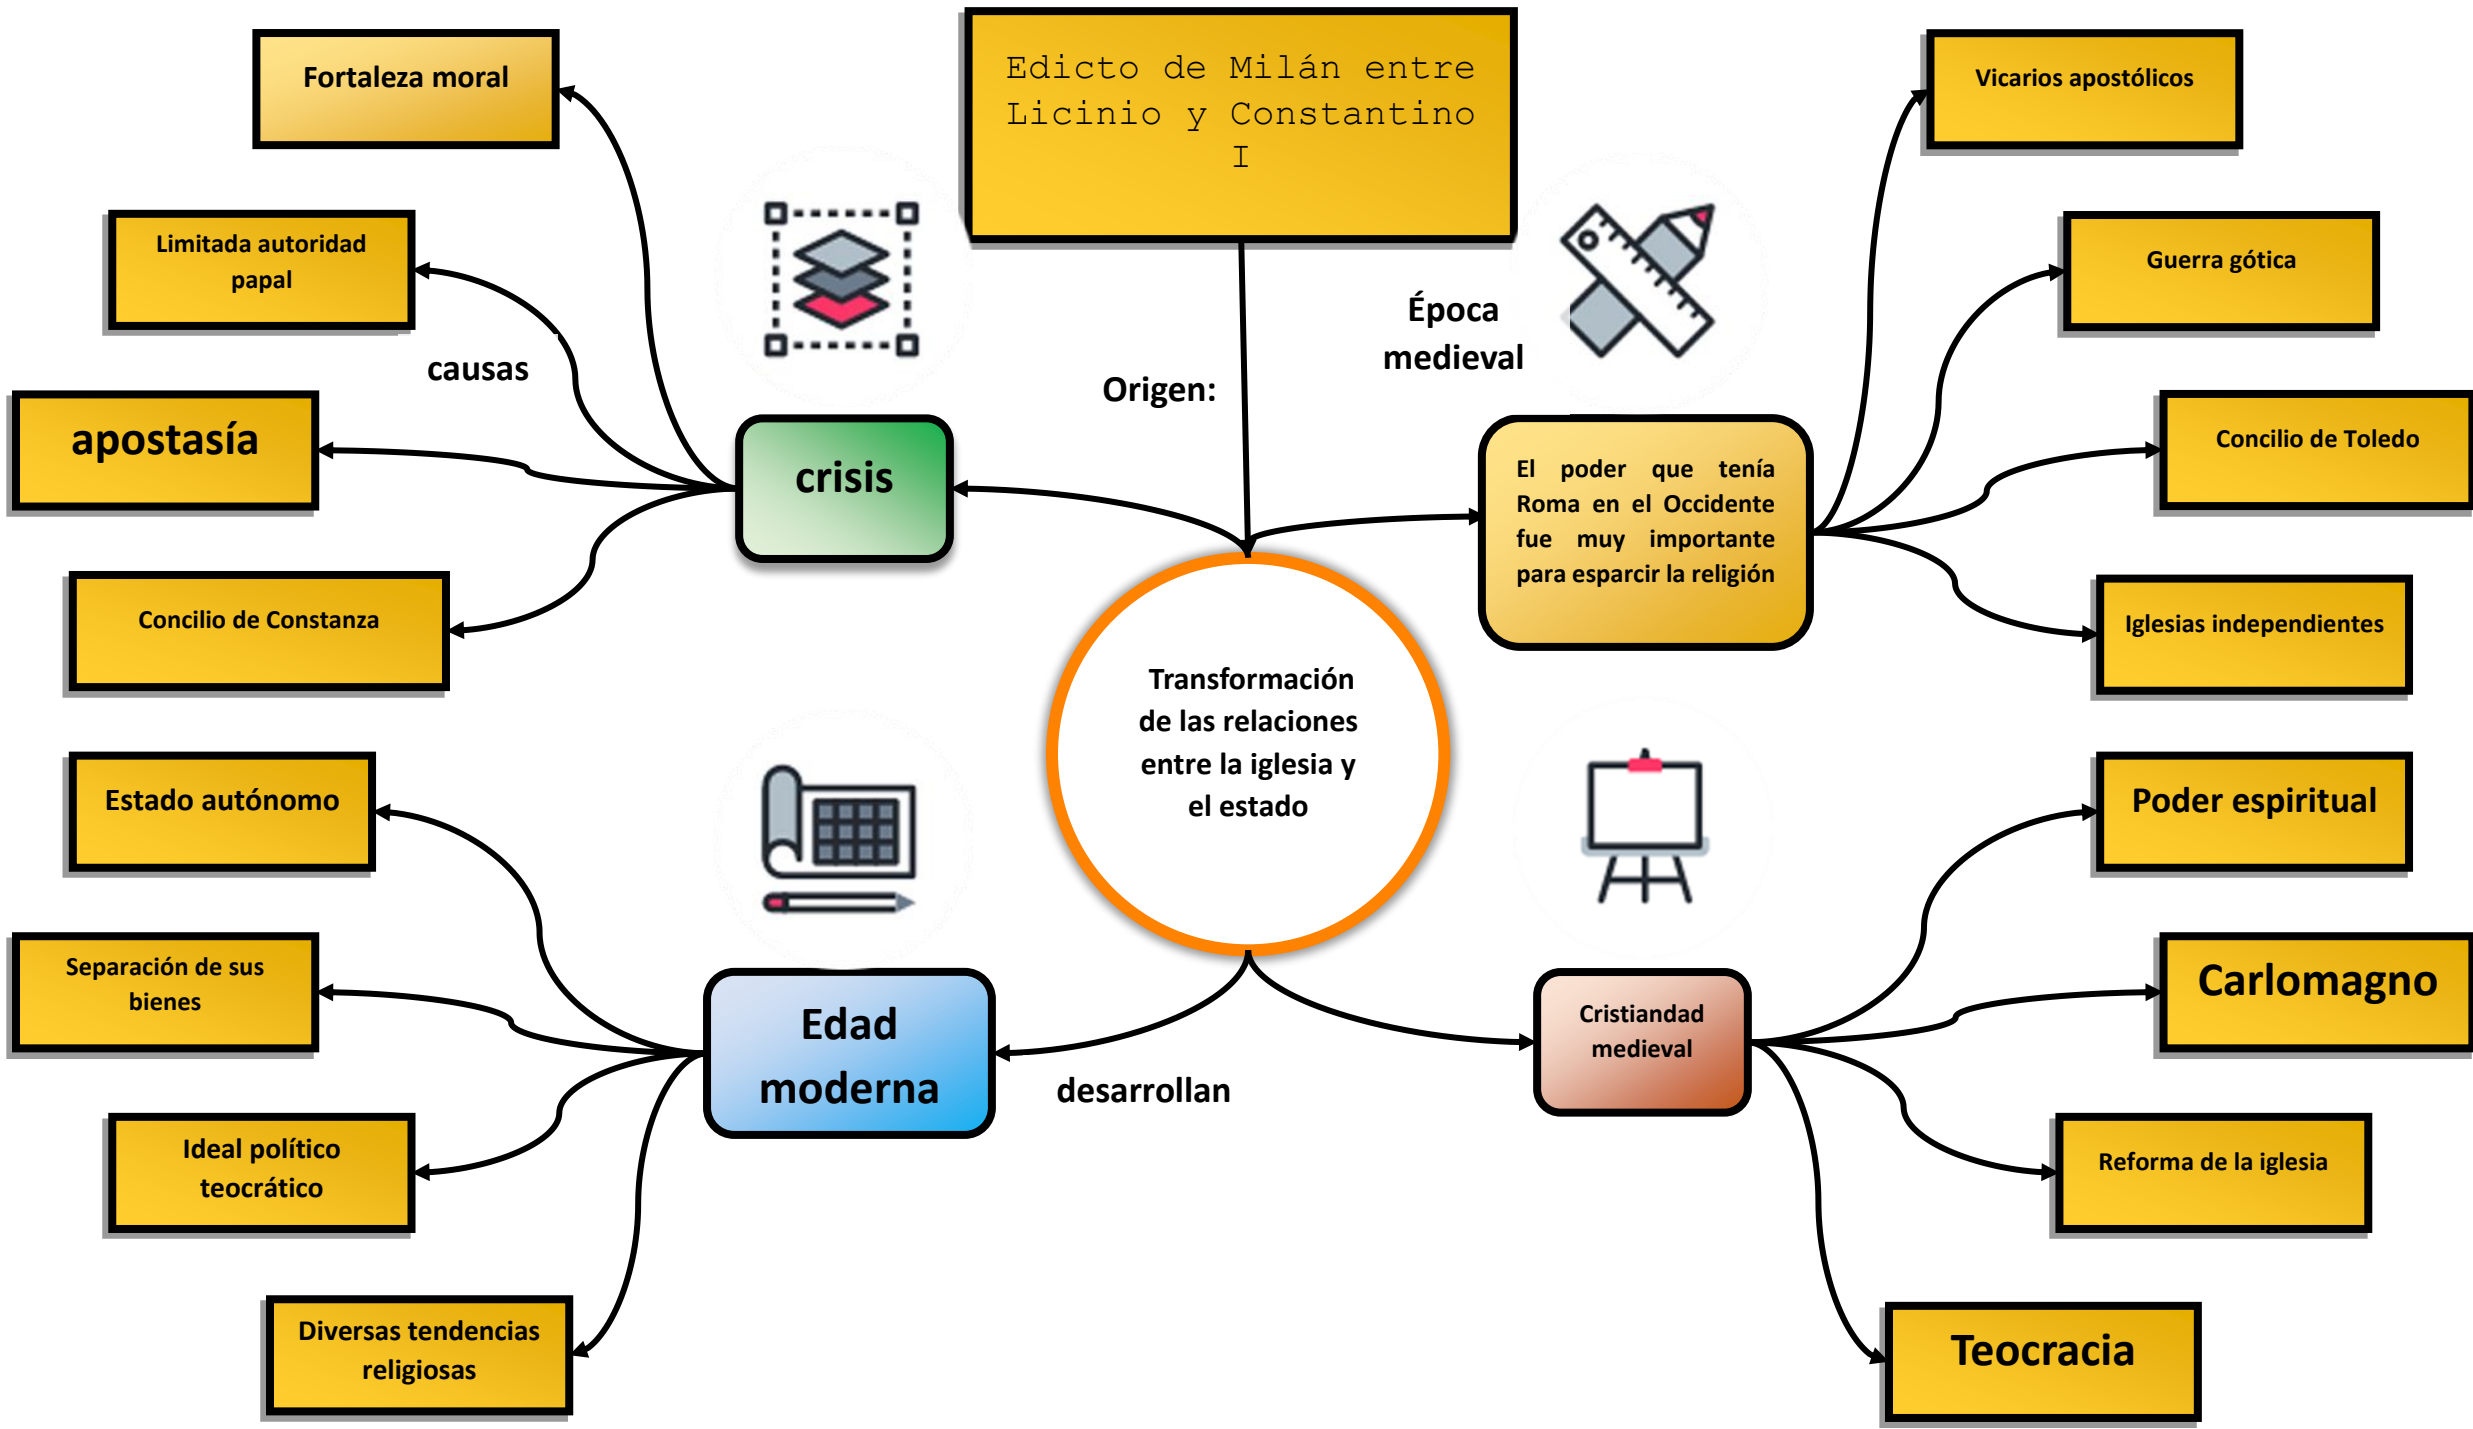 Edicto de Milán entre
Licinio y Constantino
I
Origen:
Transformación
de las relaciones
entre la iglesia y
el estado
crisis
causas
Fortaleza moral
Limitada autoridad
papal
apostasía
Concilio de Constanza
Época
medieval
El poder que tenía
Roma en el Occidente
fue muy importante
para esparcir la religión
Vicarios apostólicos
Guerra gótica
Concilio de Toledo
Iglesias independientes
Edad
moderna
desarrollan
Estado autónomo
Separación de sus
bienes
Ideal político
teocrático
Diversas tendencias
religiosas
Cristiandad
medieval
Poder espiritual
Carlomagno
Reforma de la iglesia
Teocracia